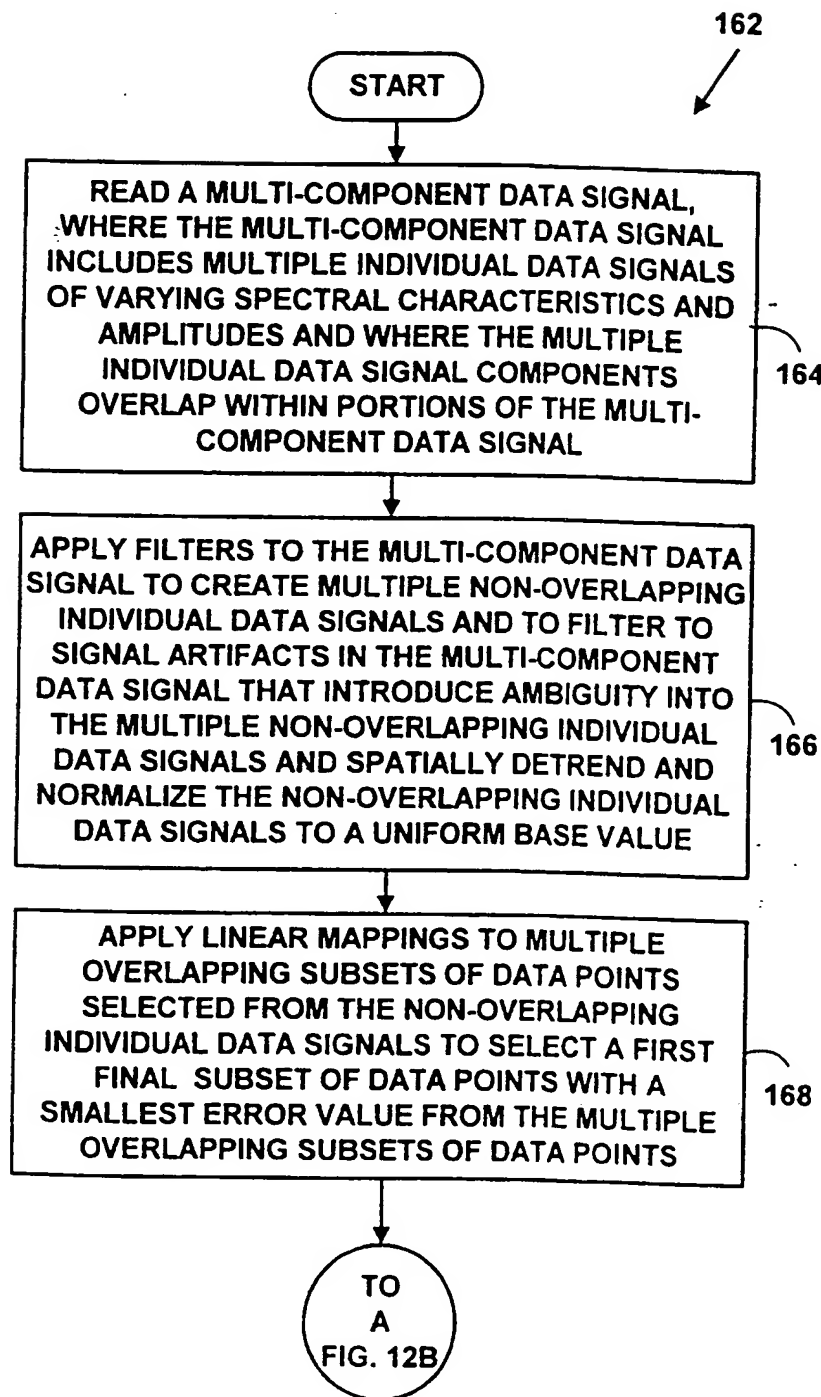 162
START
READ A MULTI-COMPONENT DATA SIGNAL,
WHERE THE MULTI-COMPONENT DATA SIGNAL
INCLUDES MULTIPLE INDIVIDUAL DATA SIGNALS
OF VARYING SPECTRAL CHARACTERISTICS AND
AMPLITUDES AND WHERE THE MULTIPLE
INDIVIDUAL DATA SIGNAL COMPONENTS
OVERLAP WITHIN PORTIONS OF THE MULTI-
COMPONENT DATA SIGNAL
164
APPLY FILTERS TO THE MULTI-COMPONENT DATA
SIGNAL TO CREATE MULTIPLE NON-OVERLAPPING
INDIVIDUAL DATA SIGNALS AND TO FILTER TO
SIGNAL ARTIFACTS IN THE MULTI-COMPONENT
DATA SIGNAL THAT INTRODUCE AMBIGUITY INTO
THE MULTIPLE NON-OVERLAPPING INDIVIDUAL
DATA SIGNALS AND SPATIALLY DETREND AND
NORMALIZE THE NON-OVERLAPPING INDIVIDUAL
DATA SIGNALS TO A UNIFORM BASE VALUE
166
APPLY LINEAR MAPPINGS TO MULTIPLE
OVERLAPPING SUBSETS OF DATA POINTS
SELECTED FROM THE NON-OVERLAPPING
INDIVIDUAL DATA SIGNALS TO SELECT A FIRST
FINAL SUBSET OF DATA POINTS WITH A
SMALLEST ERROR VALUE FROM THE MULTIPLE
OVERLAPPING SUBSETS OF DATA POINTS
168
TO
A
FIG. 12B